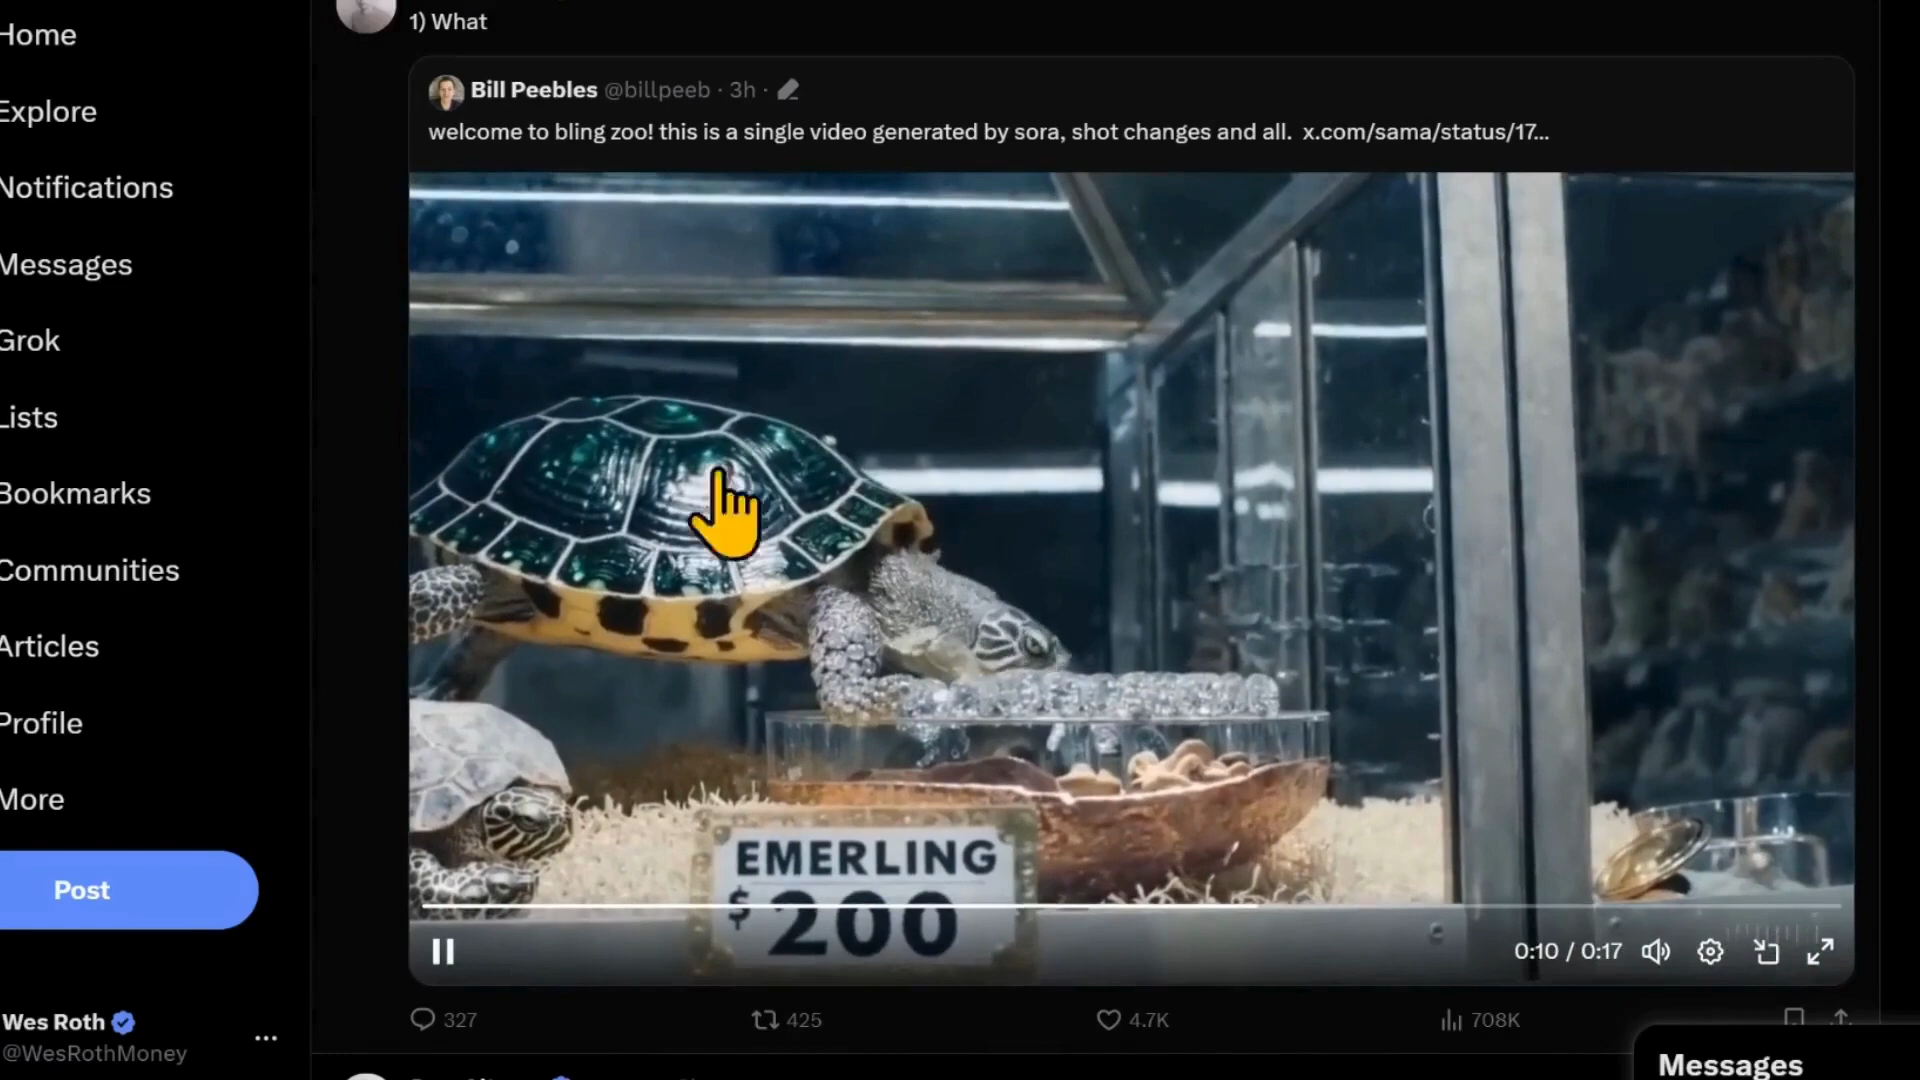 Home
Explore
Notifications
Messages
Grok
Lists
Bookmarks
Communities
Articles
Profile
More
Post
Wes Roth
@WesRothMoney
1) What
Bill Peebles @billpeeb · 3h ·
welcome to bling zoo! this is a single video generated by sora, shot changes and all. x.com/sama/status/17...
EMERLING
$200
0:10 / 0:17
327
425
4.7K
708K
Messages